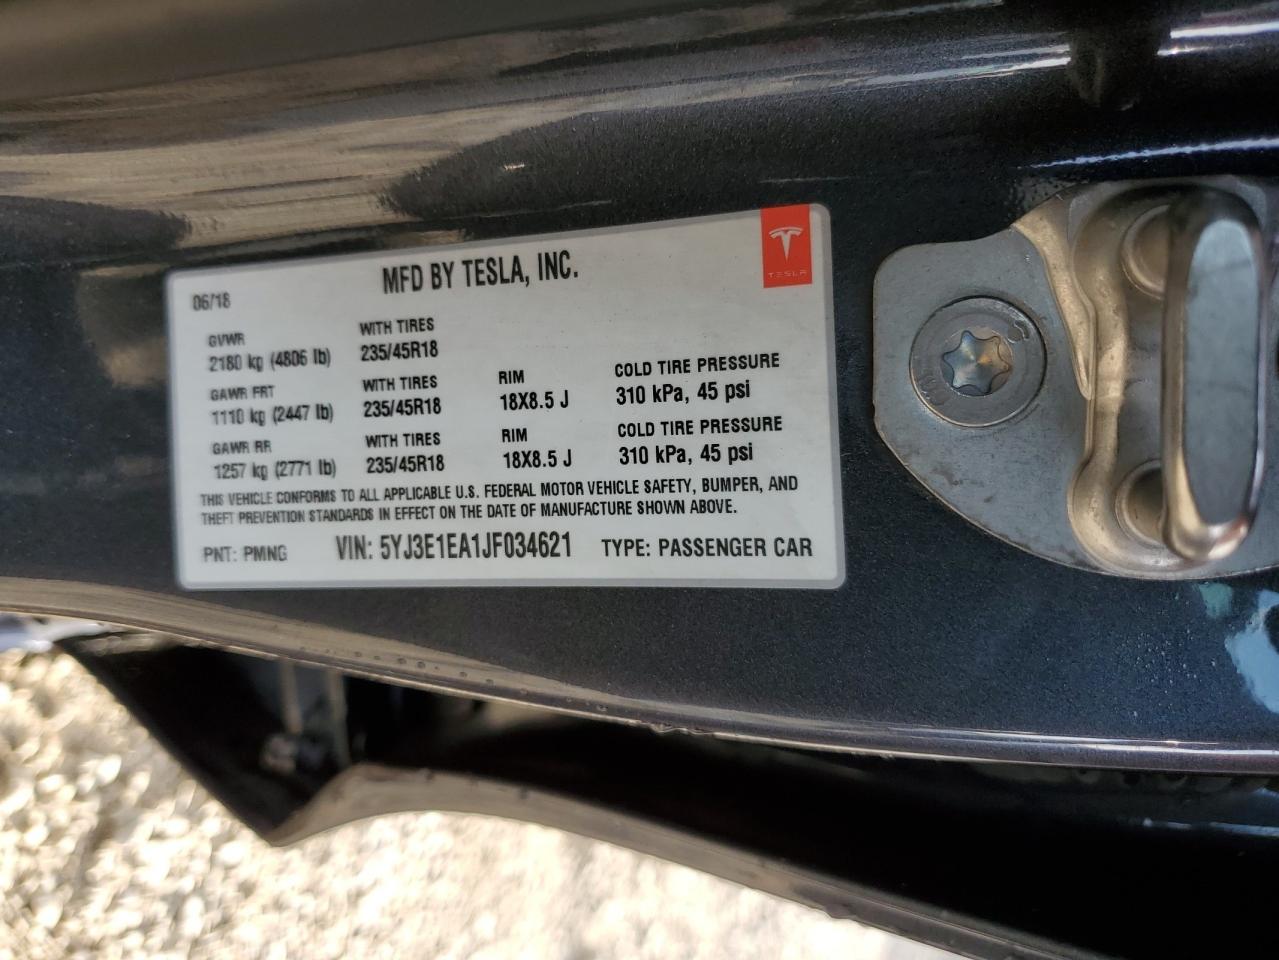 MFD BY TESLA, INC.
TESLA
06/18
GVWR
2180 kg (4806 lb)
WITH TIRES
235/45R18
GAWR FRT
1110 kg (2447 lb)
WITH TIRES
235/45R18
RIM
18X8.5 J
COLD TIRE PRESSURE
310 kPa, 45 psi
GAWR RR
1257 kg (2771 lb)
WITH TIRES
235/45R18
RIM
18X8.5 J
COLD TIRE PRESSURE
310 kPa, 45 psi
THIS VEHICLE CONFORMS TO ALL APPLICABLE U.S. FEDERAL MOTOR VEHICLE SAFETY, BUMPER, AND
THEFT PREVENTION STANDARDS IN EFFECT ON THE DATE OF MANUFACTURE SHOWN ABOVE.
PNT: PMNG VIN: 5YJ3E1EA1JF034621 TYPE: PASSENGER CAR